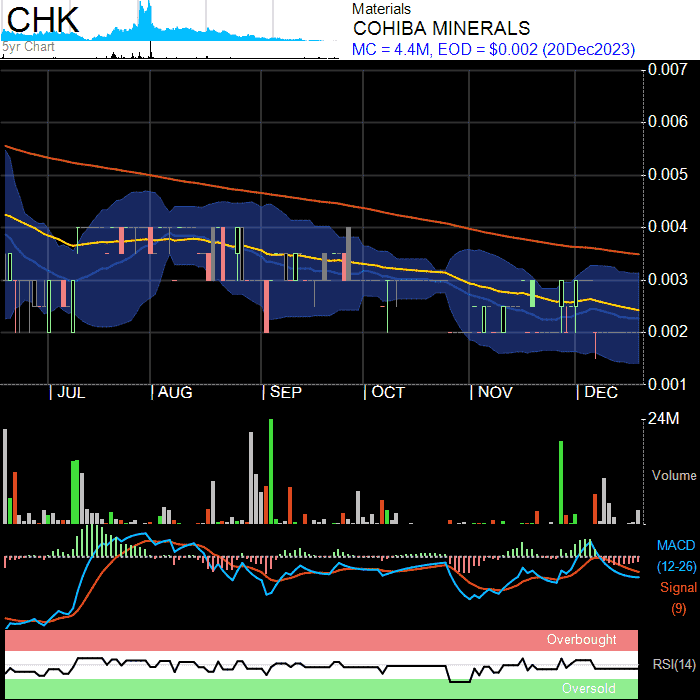 CHK
5yr Chart
Materials
COHIBA MINERALS
MC = 4.4M, EOD = $0.002 (20Dec2023)
0.007
0.006
0.005
0.004
0.003
0.002
0.001
JUL
AUG
SEP
OCT
NOV
DEC
24M
Volume
MACD
(12-26)
Signal
(9)
Overbought
RSI(14)
Oversold